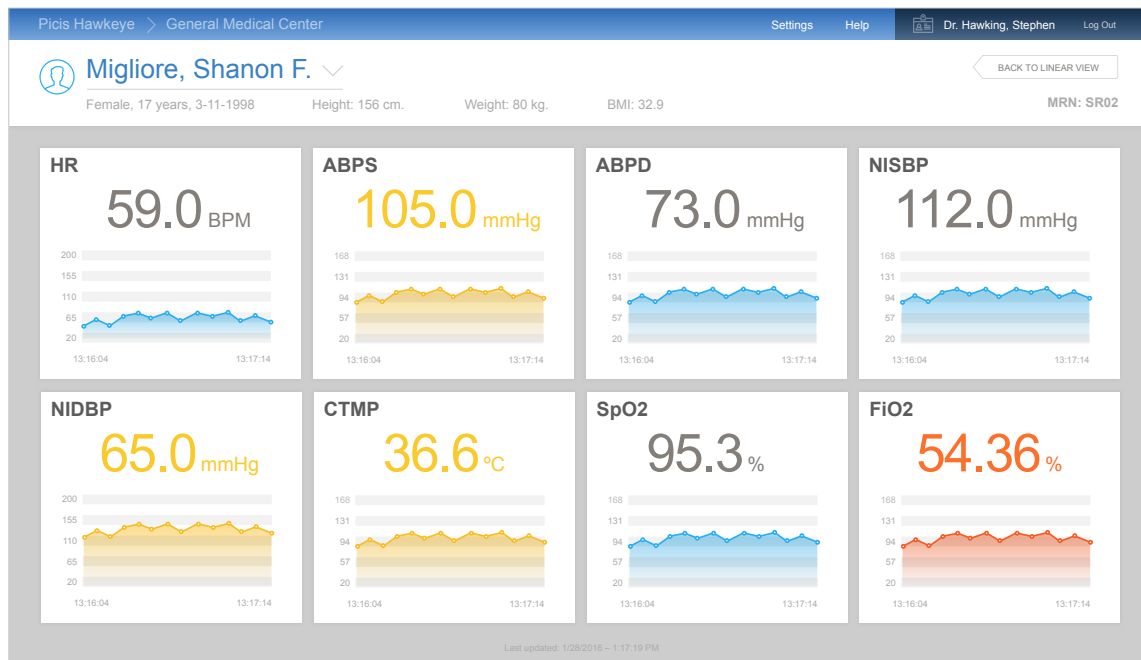 Picis Hawkeye General Medical Center Settings Help Dr. Hawking, Stephen Log Out
Migliore, Shanon F.
BACK TO LINEAR VIEW
Female, 17 years, 3-11-1998 Height: 156 cm. Weight: 80 kg. BMI: 32.9 MRN: SR02
HR
59.0 BPM
200
155
110
65
20
13:16:04 13:17:14
ABPS
105.0 mmHg
168
131
94
57
20
13:16:04 13:17:14
ABPD
73.0 mmHg
168
131
94
57
20
13:16:04 13:17:14
NISBP
112.0 mmHg
168
131
94
57
20
13:16:04 13:17:14
NIDBP
65.0 mmHg
200
155
110
65
20
13:16:04 13:17:14
CTMP
36.6 ºC
168
131
94
57
20
13:16:04 13:17:14
SpO2
95.3 %
168
131
94
57
20
13:16:04 13:17:14
FiO2
54.36 %
168
131
94
57
20
13:16:04 13:17:14
Last updated: 1/28/2016 – 1:17:19 PM